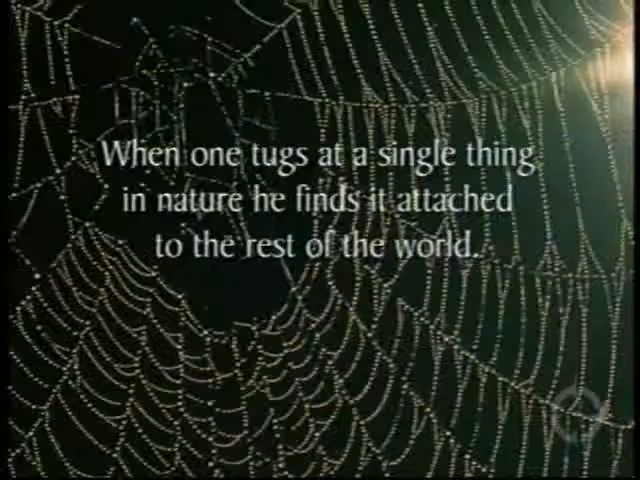 When one tugs at a single thing
in nature he finds it attached
to the rest of the world.